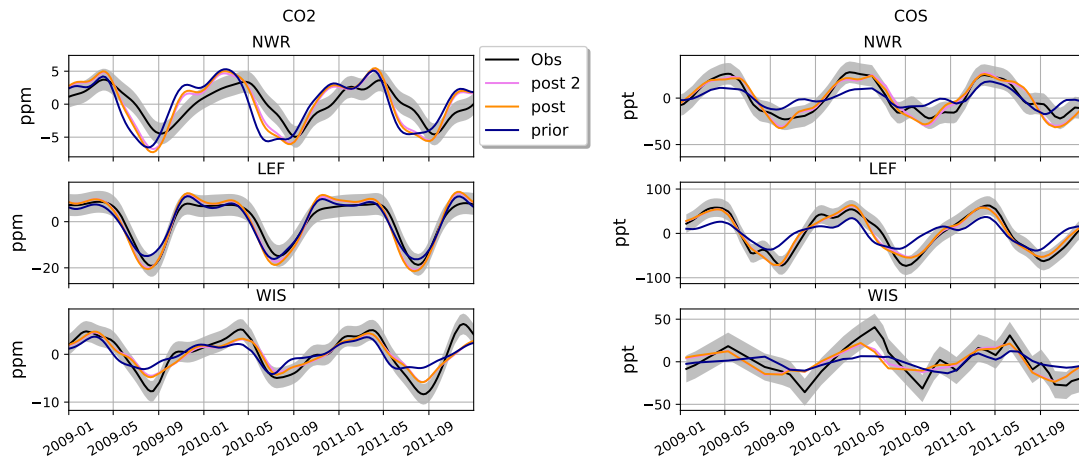 CO2
NWR
5
0
−5
ppm
Obs
post 2
post
prior
LEF
0
−20
ppm
WIS
0
−10
ppm
2009-01
2009-05
2009-09
2010-01
2010-05
2010-09
2011-01
2011-05
2011-09
COS
NWR
0
−50
ppt
LEF
100
0
−100
ppt
WIS
50
0
−50
ppt
2009-01
2009-05
2009-09
2010-01
2010-05
2010-09
2011-01
2011-05
2011-09